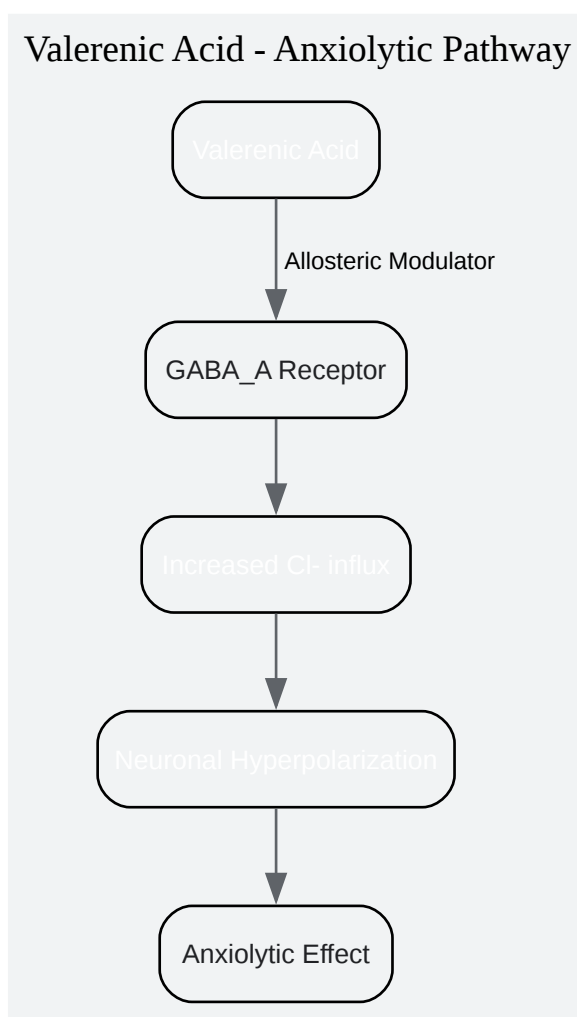 Valerenic Acid - Anxiolytic Pathway
Valerenic Acid
Allosteric Modulator
GABA_A Receptor
Increased Cl- influx
Neuronal Hyperpolarization
Anxiolytic Effect